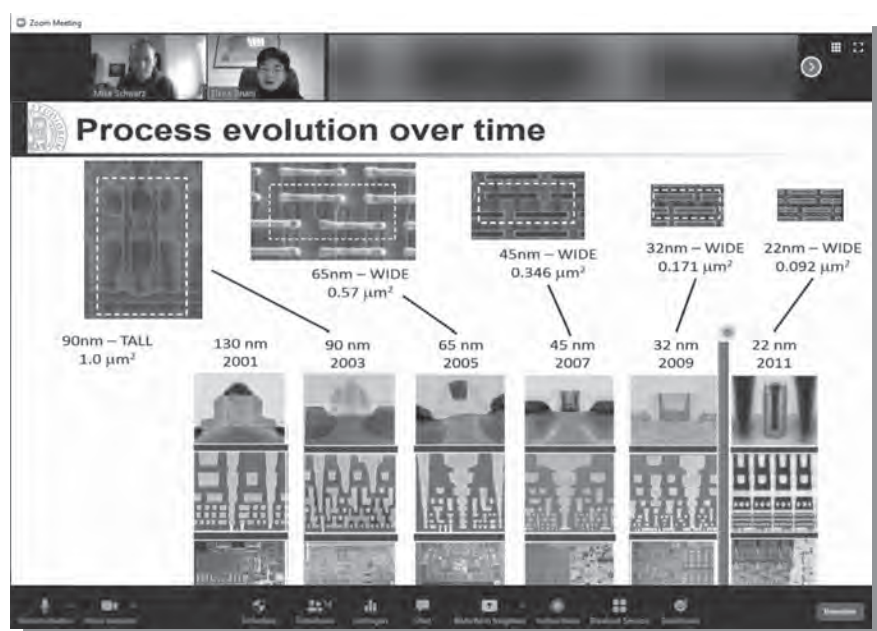 Zoom Meeting
Mike Schwarz
Process evolution over time
90nm – TALL
1.0 μm²
65nm – WIDE
0.57 μm²
45nm – WIDE
0.346 μm²
32nm – WIDE
0.171 μm²
22nm – WIDE
0.092 μm²
130 nm
2001
90 nm
2003
65 nm
2005
45 nm
2007
32 nm
2009
22 nm
2011
Chat